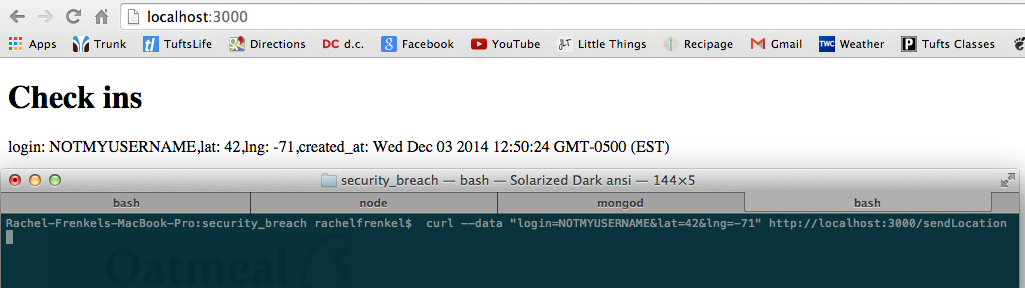 localhost:3000
Apps Trunk TuftsLife Directions DC d.c. Facebook YouTube Little Things Recipage Gmail TWC Weather Tufts Classes
Check ins
login: NOTMYUSERNAME,lat: 42,lng: -71,created_at: Wed Dec 03 2014 12:50:24 GMT-0500 (EST)
security_breach — bash — Solarized Dark ansi — 144×5
bash node mongod bash
Rachel-Frenkels-MacBook-Pro:security_breach rachelfrenkel$ curl --data "login=NOTMYUSERNAME&lat=42&lng=-71" http://localhost:3000/sendLocation
Oatmeal